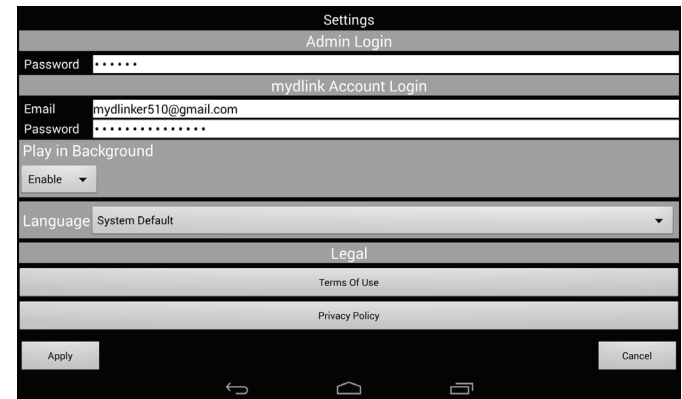 Settings
Admin Login
Password ••••••
mydlink Account Login
Email mydlinker510@gmail.com
Password •••••••••••••••
Play in Background
Enable
Language System Default
Legal
Terms Of Use
Privacy Policy
Apply Cancel